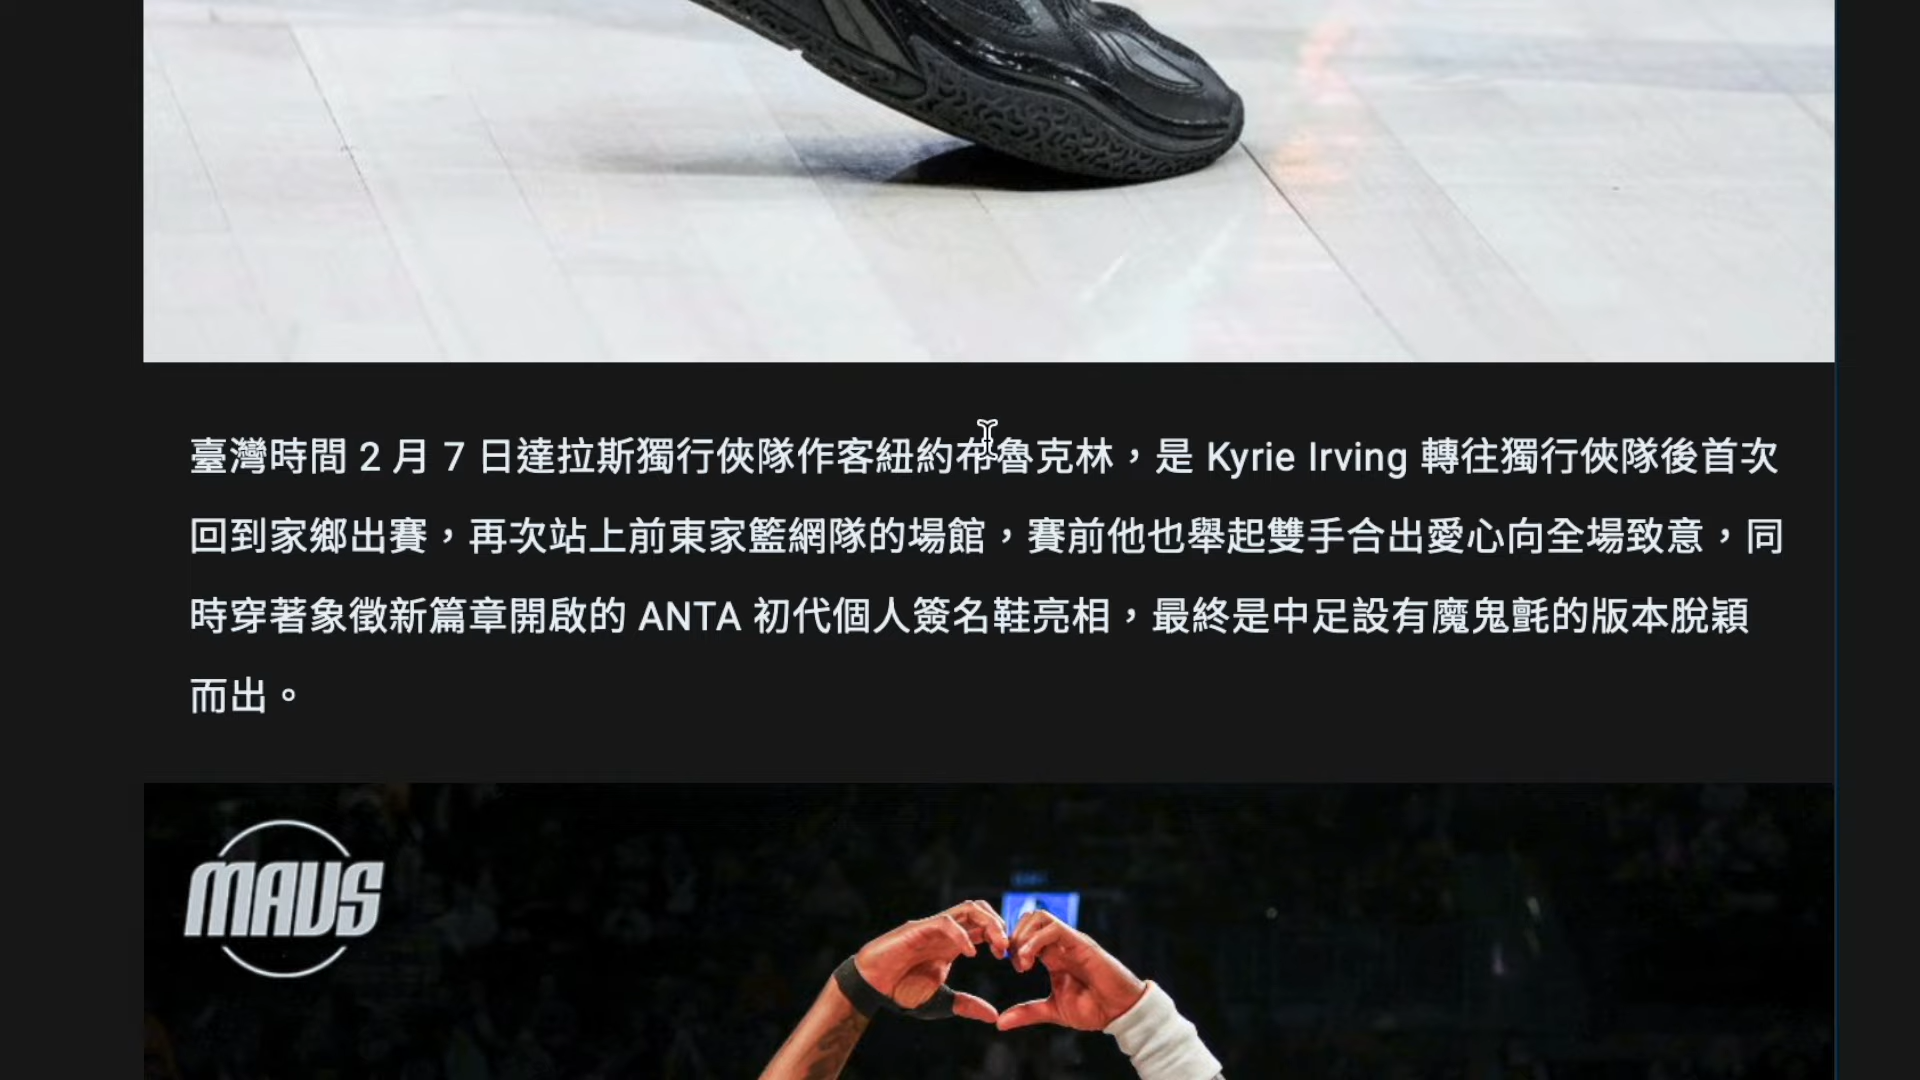 臺灣時間 2 月 7 日達拉斯獨行俠隊作客紐約布魯克林，是 Kyrie Irving 轉往獨行俠隊後首次
回到家鄉出賽，再次站上前東家籃網隊的場館，賽前他也舉起雙手合出愛心向全場致意，同
時穿著象徵新篇章開啟的 ANTA 初代個人簽名鞋亮相，最終是中足設有魔鬼氈的版本脫穎
而出。
MAVS